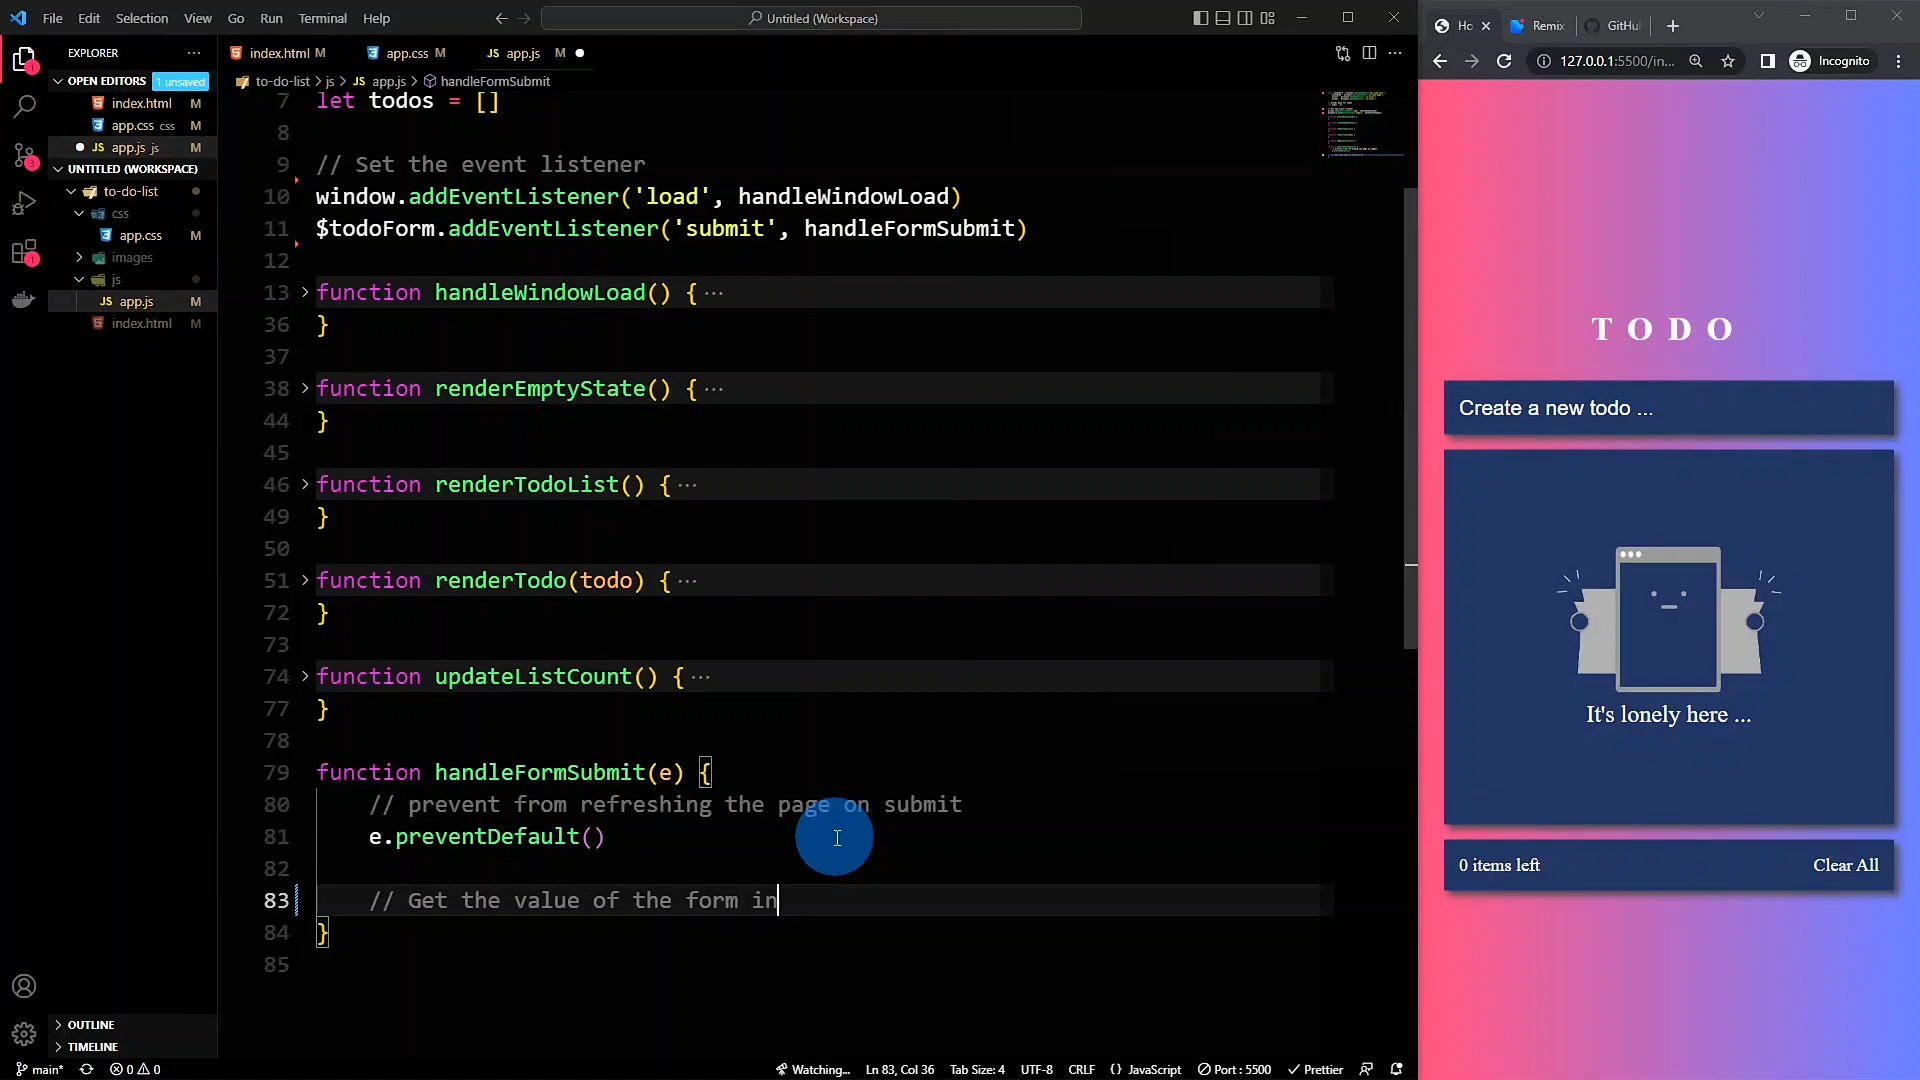 File Edit Selection View Go Run Terminal Help
Untitled (Workspace)
EXPLORER
OPEN EDITORS 1 unsaved
index.html M
app.css css M
JS app.js js M
UNTITLED (WORKSPACE)
to-do-list
css
app.css M
images
js
JS app.js M
index.html M
OUTLINE
TIMELINE
index.html M
app.css M
JS app.js M
to-do-list > js > JS app.js > handleFormSubmit
7 let todos = []
8
9 // Set the event listener
10 window.addEventListener('load', handleWindowLoad)
11 $todoForm.addEventListener('submit', handleFormSubmit)
12
13 function handleWindowLoad() { ...
36 }
37
38 function renderEmptyState() { ...
44 }
45
46 function renderTodoList() { ...
49 }
50
51 function renderTodo(todo) { ...
72 }
73
74 function updateListCount() { ...
77 }
78
79 function handleFormSubmit(e) {
80 // prevent from refreshing the page on submit
81 e.preventDefault()
82
83 // Get the value of the form in
84 }
85
main* 0 0
Watching... Ln 83, Col 36 Tab Size: 4 UTF-8 CRLF {} JavaScript Port : 5500 Prettier
Ho Remix GitHu
127.0.0.1:5500/in... Incognito
TODO
Create a new todo ...
It's lonely here ...
0 items left Clear All